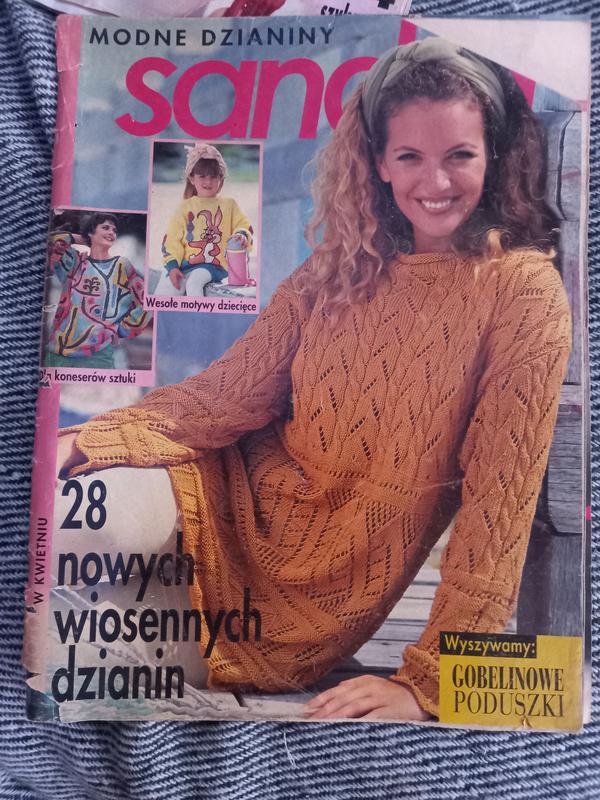 MODNE DZIANINY
sand
Wesołe motywy dziecięce
koneserów sztuki
W KWIETNIU
28
nowych
wiosennych
dzianin
Wyszywamy:
GOBELINOWE
PODUSZKI